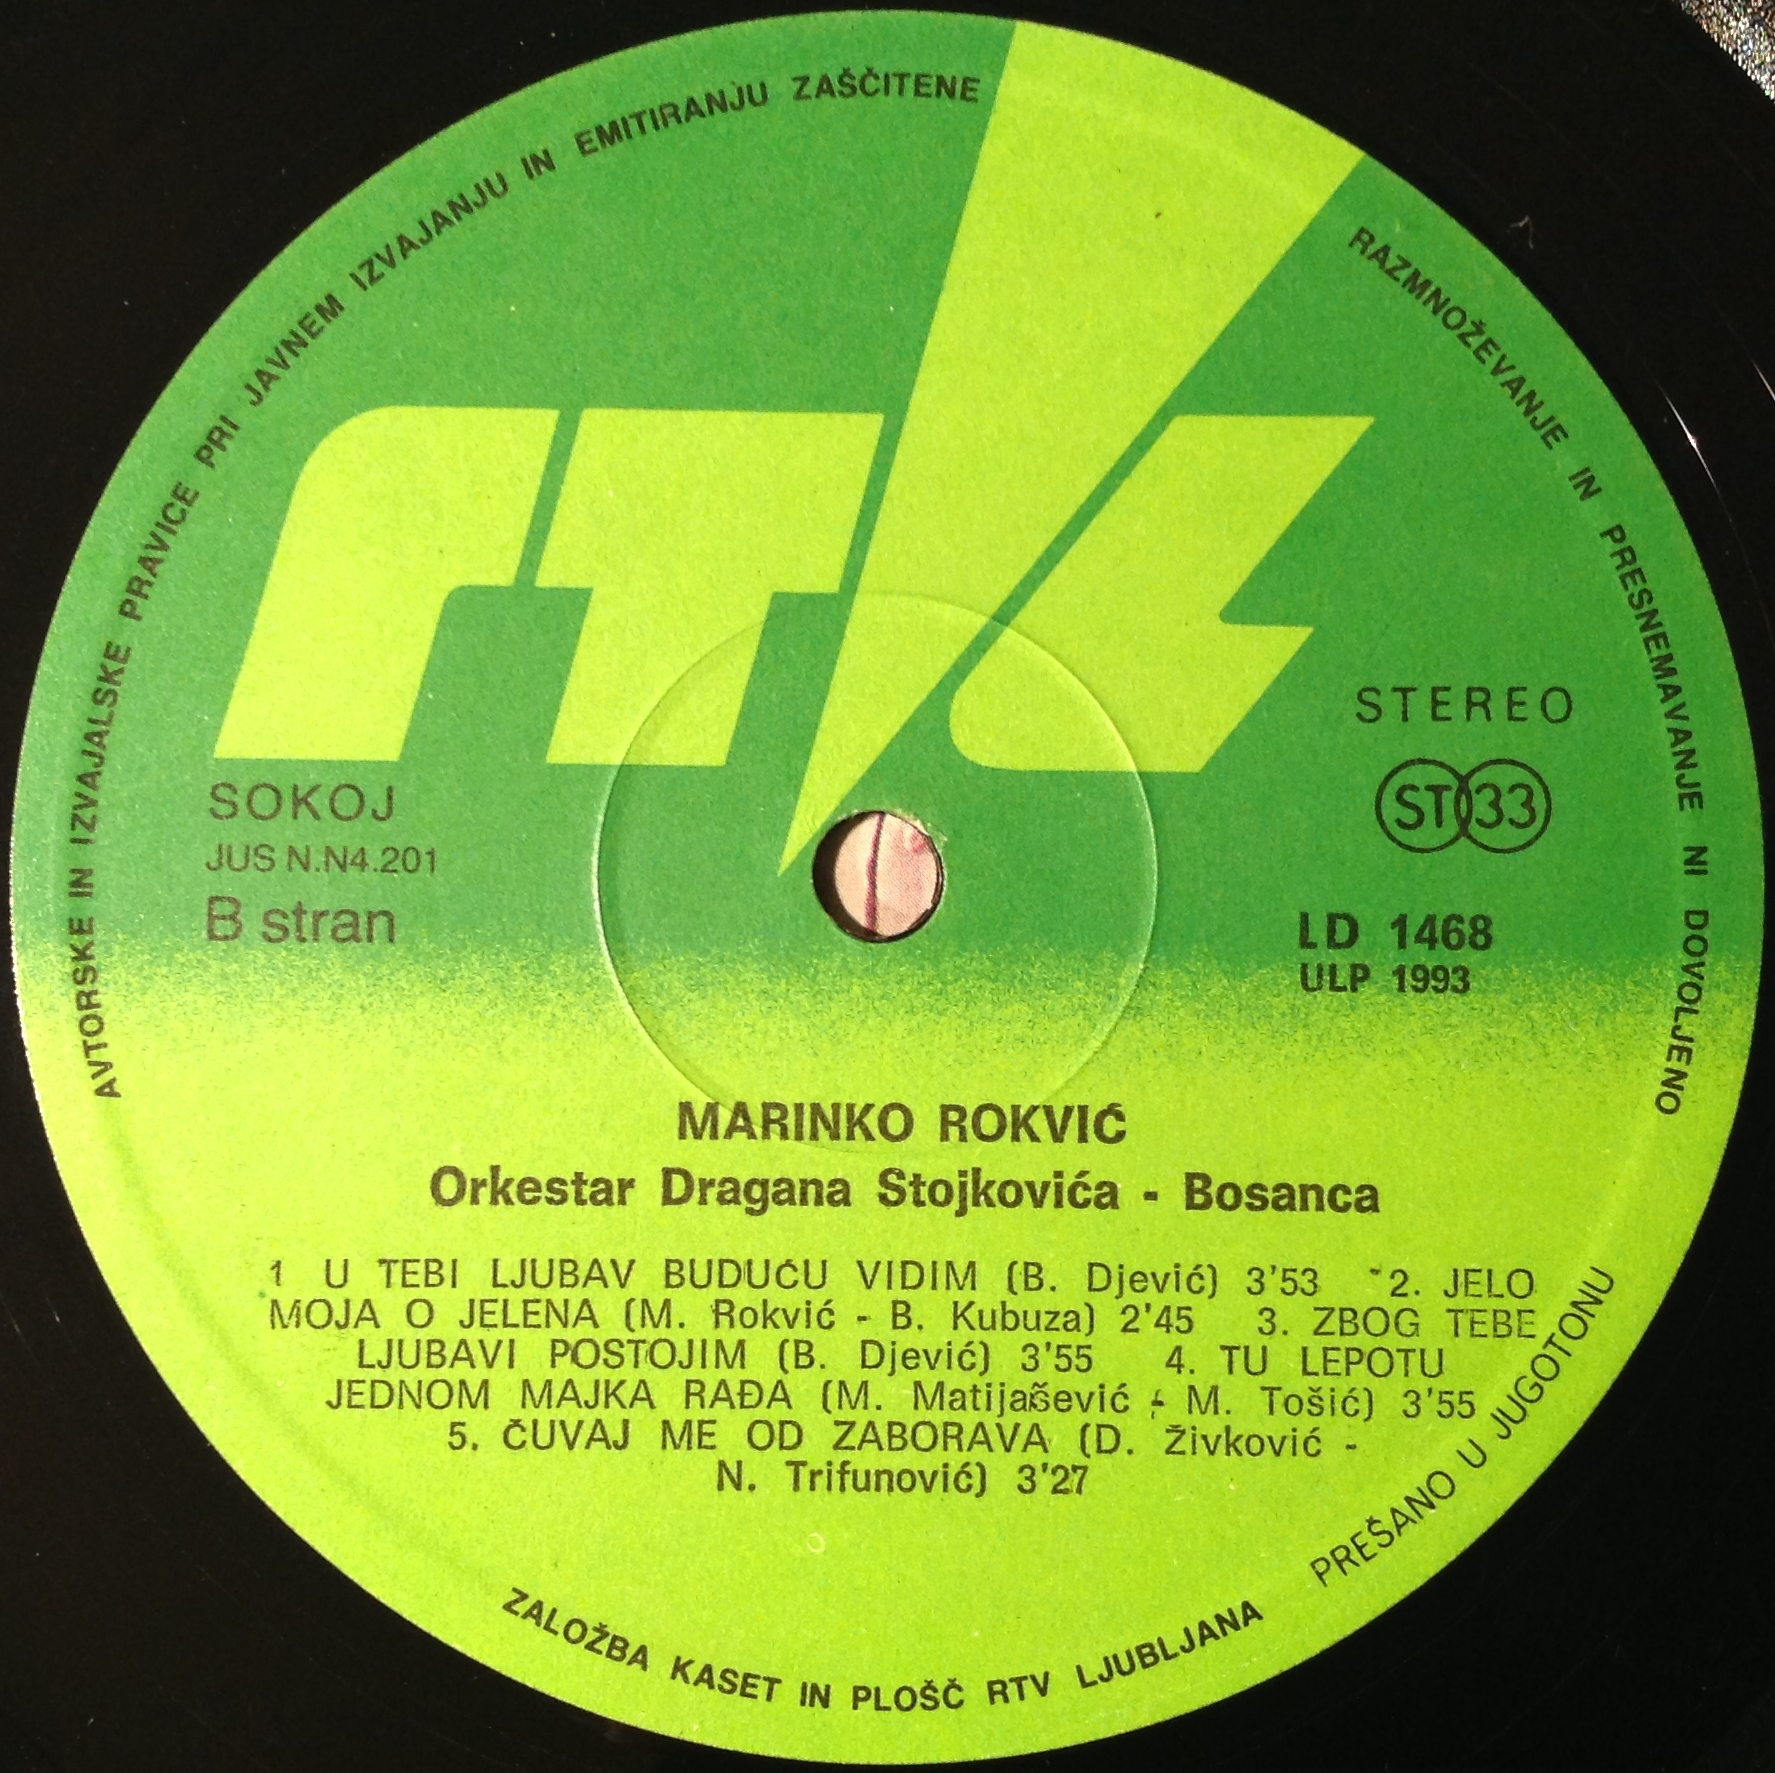 AVTORSKE IN IZVAJALSKE PRAVICE PRI JAVNEM IZVAJANJU IN EMITIRANJU ZAŠČITENE
RAZMNOŽEVANJE IN PRESNEMAVANJE NI DOVOLJENO
rtvl
STEREO
ST 33
SOKOJ
JUS N.N4.201
B stran
LD 1468
ULP 1993
MARINKO ROKVIĆ
Orkestar Dragana Stojkovića - Bosanca
1 U TEBI LJUBAV BUDUĆU VIDIM (B. Djević) 3'53 2. JELO
MOJA O JELENA (M. Rokvić - B. Kubuza) 2'45 3. ZBOG TEBE
LJUBAVI POSTOJIM (B. Djević) 3'55 4. TU LEPOTU
JEDNOM MAJKA RAĐA (M. Matijašević - M. Tošić) 3'55
5. ČUVAJ ME OD ZABORAVA (D. Živković -
N. Trifunović) 3'27
ZALOŽBA KASET IN PLOŠČ RTV LJUBLJANA
PREŠANO U JUGOTONU